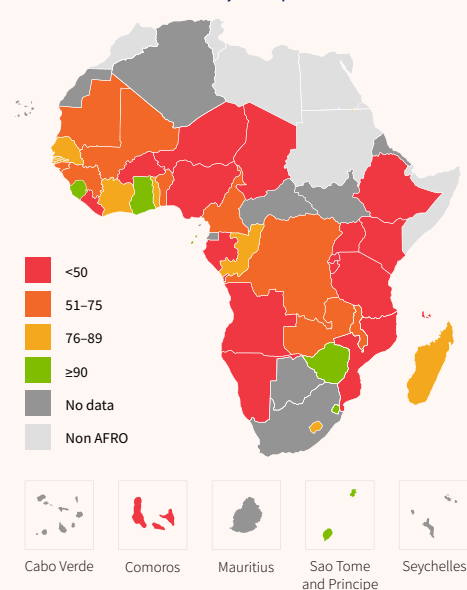 <50
51–75
76–89
≥90
No data
Non AFRO
Cabo Verde
Comoros
Mauritius
Sao Tome
and Principe
Seychelles